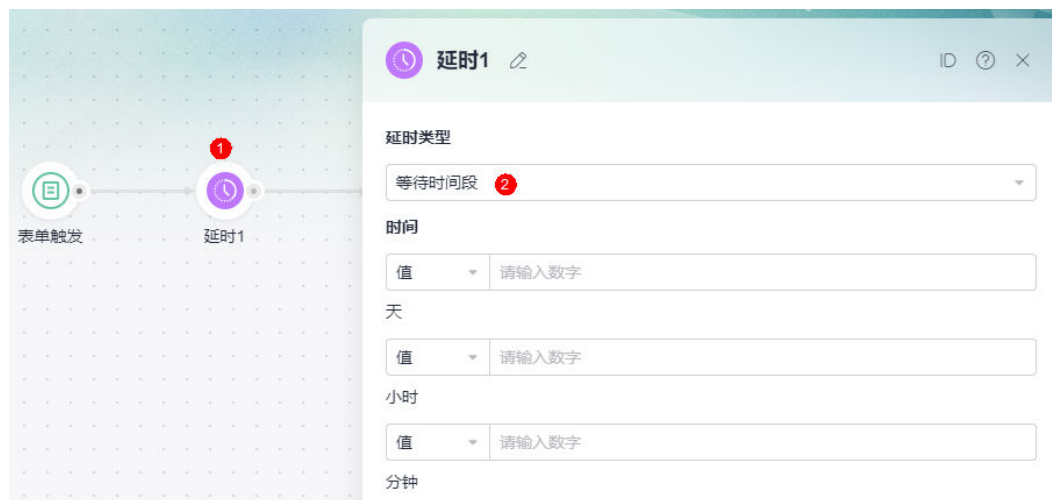 延时1
ID
延时类型
1
等待时间段
2
表单触发
延时1
时间
值
请输入数字
天
值
请输入数字
小时
值
请输入数字
分钟